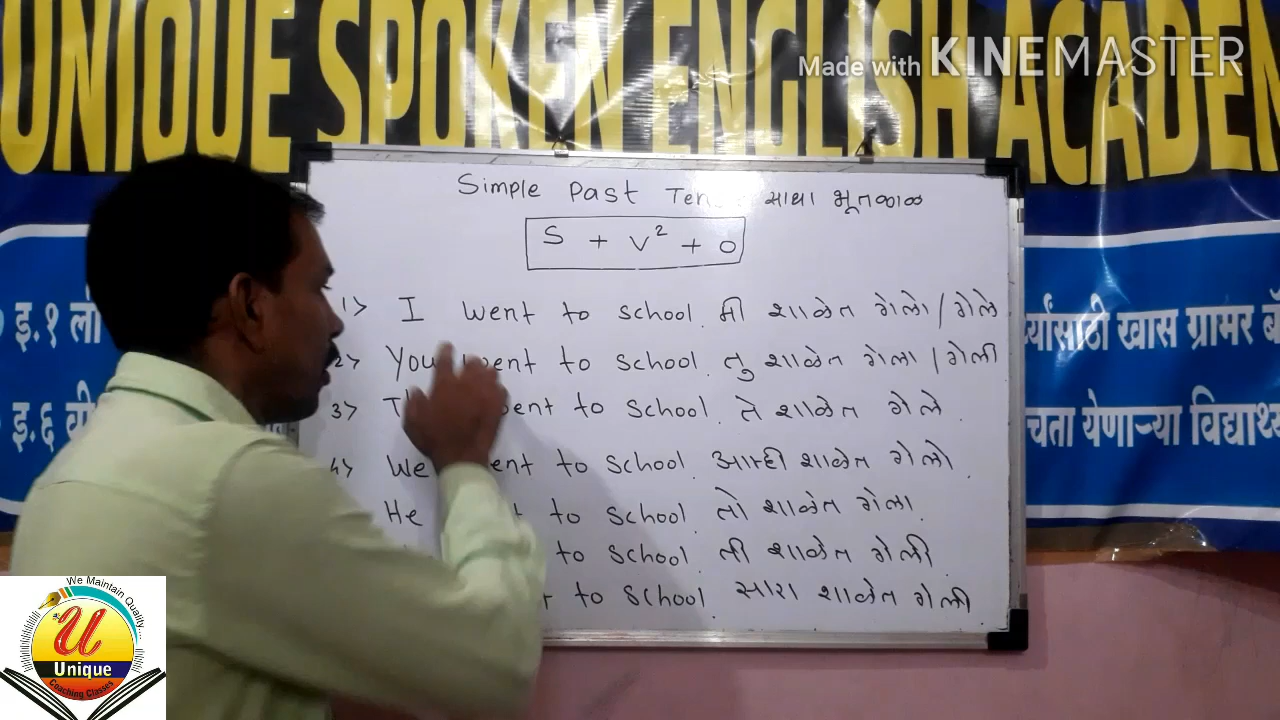 UNIQUE SPOKEN ENGLISH ACADEM
Made with KINEMASTER
Simple Past Ten साधा भूतकाळ
S + V² + O
1> I went to school. मी शाळेत गेलो / गेले
2> You went to school. तु शाळेत गेला / गेली
3> went to school. ते शाळेत गेले.
4> We went to school. आम्ही शाळेत गेलो.
He to school. तो शाळेत गेला.
to school. ती शाळेत गेली.
to school सारा शाळेत गेली
इ.१ ली
इ.६ वी
र्थ्यांसाठी खास ग्रामर बॅ
चता येणाऱ्या विद्यार्थ्य
We Maintain Quality...
u
Unique
Coaching Classes